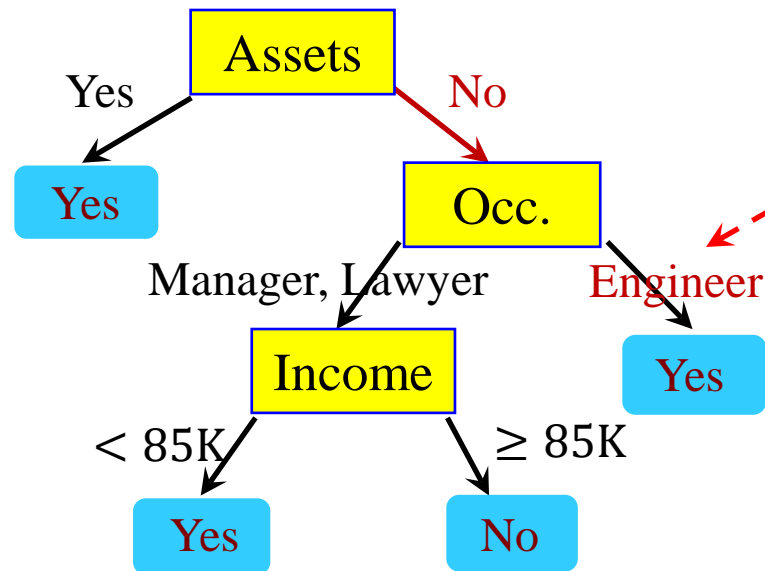 Assets
Yes
No
Yes
Occ.
Manager, Lawyer
Engineer
Income
Yes
< 85K
≥ 85K
Yes
No